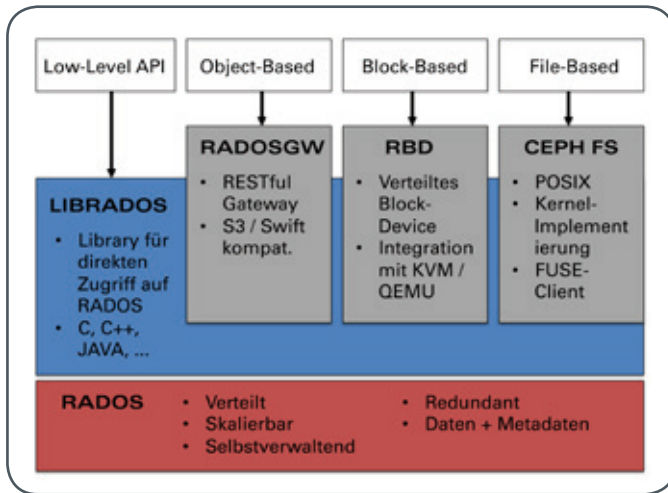 Low-Level API
Object-Based
Block-Based
File-Based
LIBRADOS
• Library für
direkten
Zugriff auf
RADOS
• C, C++,
JAVA, ...
RADOSGW
• RESTful
Gateway
• S3 / Swift
kompat.
RBD
• Verteiltes
Block-
Device
• Integration
mit KVM /
QEMU
CEPH FS
• POSIX
• Kernel-
Implement
ierung
• FUSE-
Client
RADOS
• Verteilt
• Skalierbar
• Selbstverwaltend
• Redundant
• Daten + Metadaten